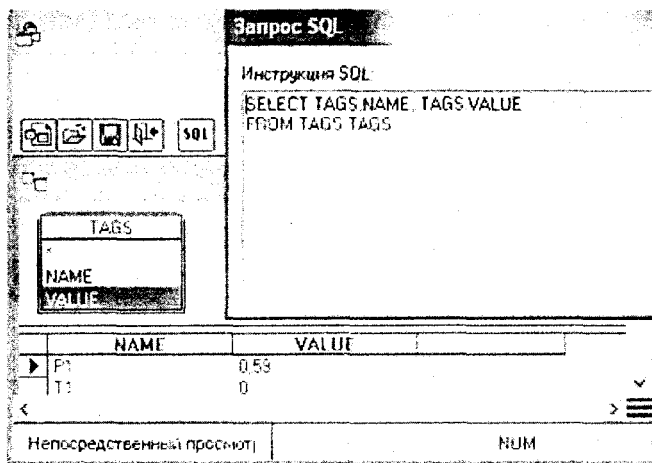 Запрос SQL
Инструкция SQL:
SELECT TAGS.NAME, TAGS.VALUE
FROM TAGS TAGS
SQL
TAGS
*
NAME
VALUE
NAME VALUE
P1 0,59
T1 0
Непосредственный просмот
NUM